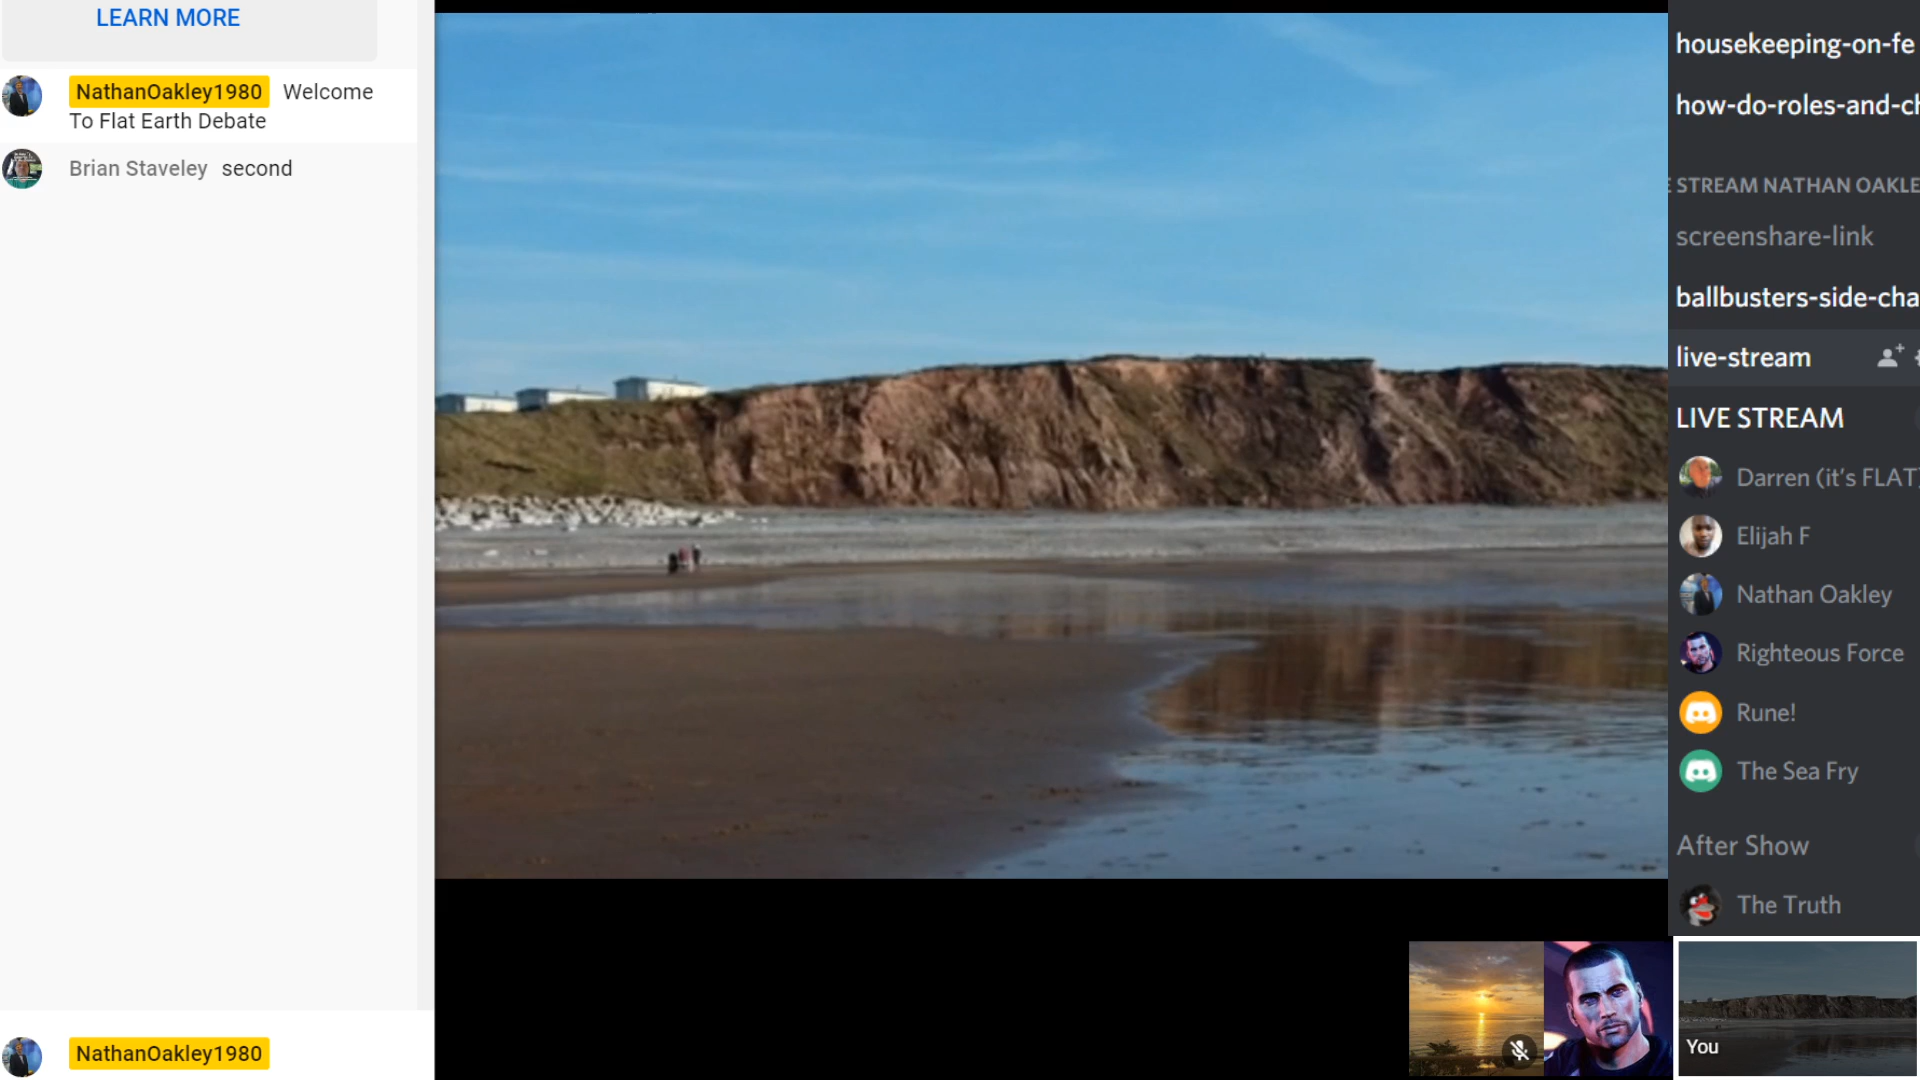 LEARN MORE
NathanOakley1980 Welcome
To Flat Earth Debate
Brian Staveley second
NathanOakley1980
housekeeping-on-fe
how-do-roles-and-ch
E STREAM NATHAN OAKLE
screenshare-link
ballbusters-side-cha
live-stream
LIVE STREAM
Darren (it's FLAT)
Elijah F
Nathan Oakley
Righteous Force
Rune!
The Sea Fry
After Show
The Truth
You